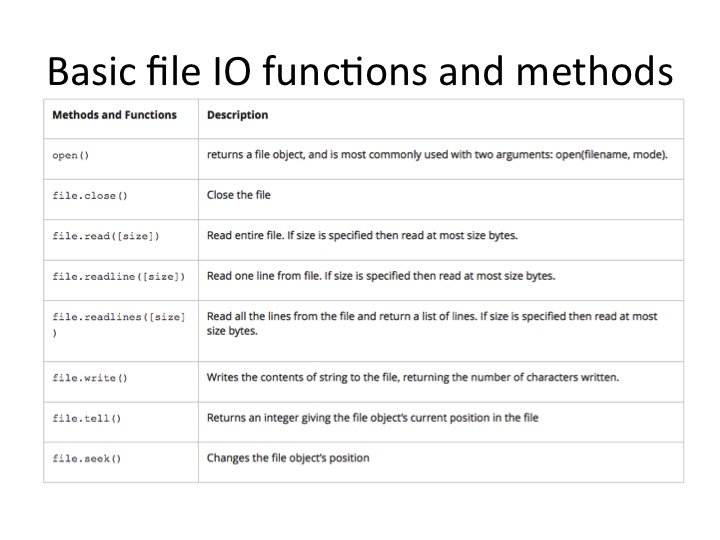 Basic file IO functions and methods
Methods and Functions
Description
open()
returns a file object, and is most commonly used with two arguments: open(filename, mode).
file.close()
Close the file
file.read([size])
Read entire file. If size is specified then read at most size bytes.
file.readline([size])
Read one line from file. If size is specified then read at most size bytes.
file.readlines([size]
)
Read all the lines from the file and return a list of lines. If size is specified then read at most
size bytes.
file.write()
Writes the contents of string to the file, returning the number of characters written.
file.tell()
Returns an integer giving the file object's current position in the file
file.seek()
Changes the file object's position